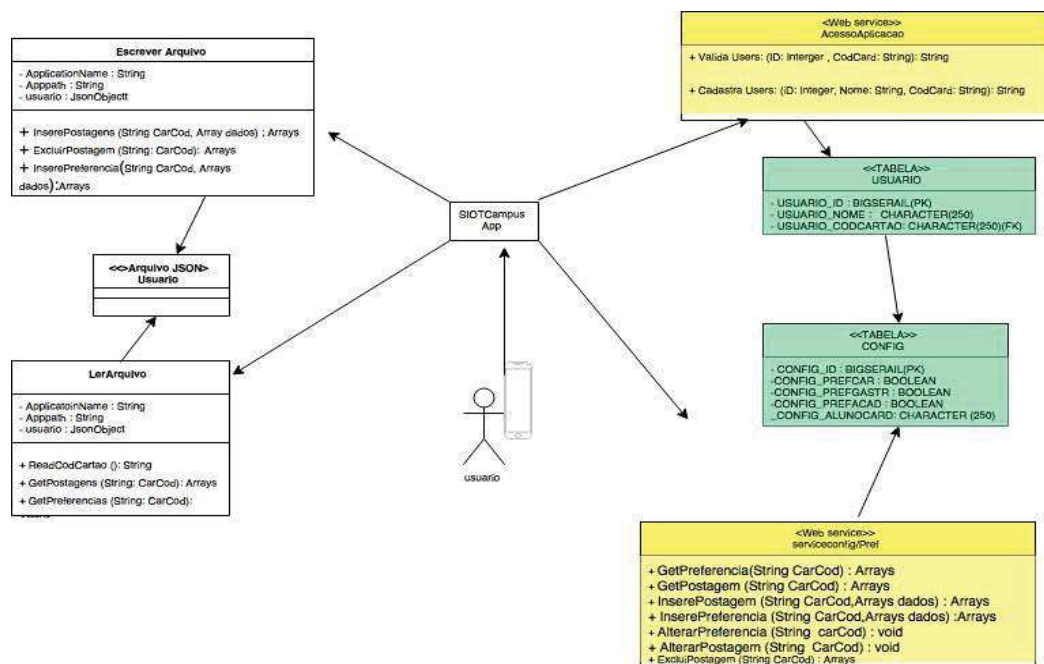 Escrever Arquivo
- ApplicationName : String
- Apppath : String
- usuario : JsonObjectt
+ InserePostagens (String CarCod, Array dados) ; Arrays
+ ExcluirPostagem (String: CarCod): Arrays
+ InserePreferencia(String CarCod, Arrays
dados):Arrays
<<>Arquivo JSON>
Usuario
LerArquivo
- ApplicatoinName : String
- Apppath : String
- usuario : JsonObject
+ ReadCodCartao (): String
+ GetPostagens (String: CarCod): Arrays
+ GetPreferencias (String: CarCod):
SIOTCampus
App
usuario
<Web service>>
AcessoAplicacao
+ Valida Users: (ID: Interger , CodCard: String): String
+ Cadastra Users: (iD: Integer, Nome: String, CodCard: String): String
<<TABELA>>
USUARIO
- USUARIO_ID : BIGSERAIL(PK)
- USUARIO_NOME : CHARACTER(250)
- USUARIO_CODCARTAO: CHARACTER(250)(FK)
<<TABELA>>
CONFIG
- CONFIG_ID : BIGSERIAL(PK)
-CONFIG_PREFCAR : BOOLEAN
-CONFIG_PREFGASTR : BOOLEAN
-CONFIG_PREFACAD : BOOLEAN
_CONFIG_ALUNOCARD: CHARACTER (250)
<Web service>>
serviceconfig/Pref
+ GetPreferencia(String CarCod) : Arrays
+ GetPostagem (String CarCod) : Arrays
+ InserePostagem (String CarCod,Arrays dados) : Arrays
+ InserePreferencia (String CarCod,Arrays dados) :Arrays
+ AlterarPreferencia (String carCod) : void
+ AlterarPostagem (String CarCod) : void
+ ExcluiPostagem (String CarCod) : Arrays